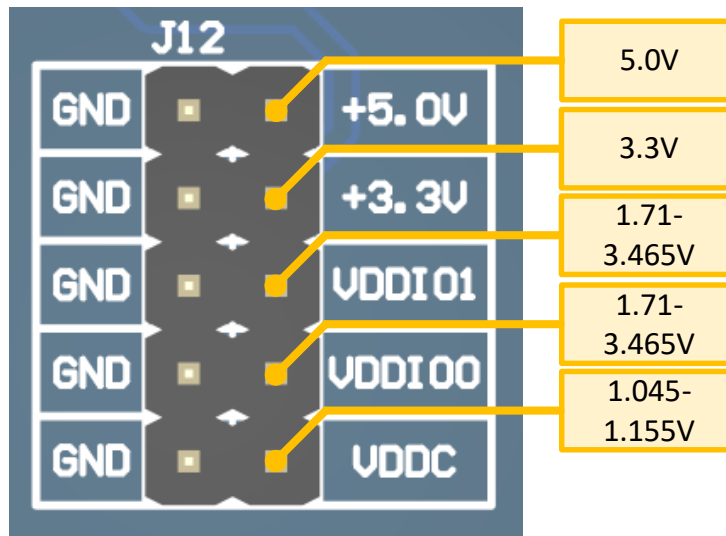 J12
GND +5.0V 5.0V
GND +3.3V 3.3V
GND VDDIO1 1.71-
3.465V
GND VDDIO0 1.71-
3.465V
GND VDDC 1.045-
1.155V